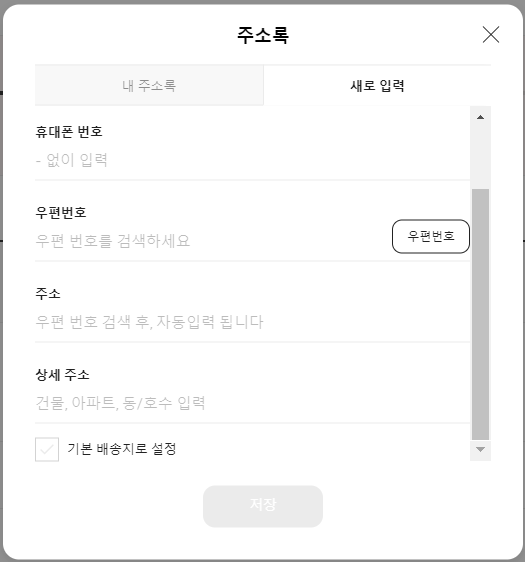 주소록
내 주소록
새로 입력
휴대폰 번호
- 없이 입력
우편번호
우편 번호를 검색하세요
우편번호
주소
우편 번호 검색 후, 자동입력 됩니다
상세 주소
건물, 아파트, 동/호수 입력
기본 배송지로 설정
저장